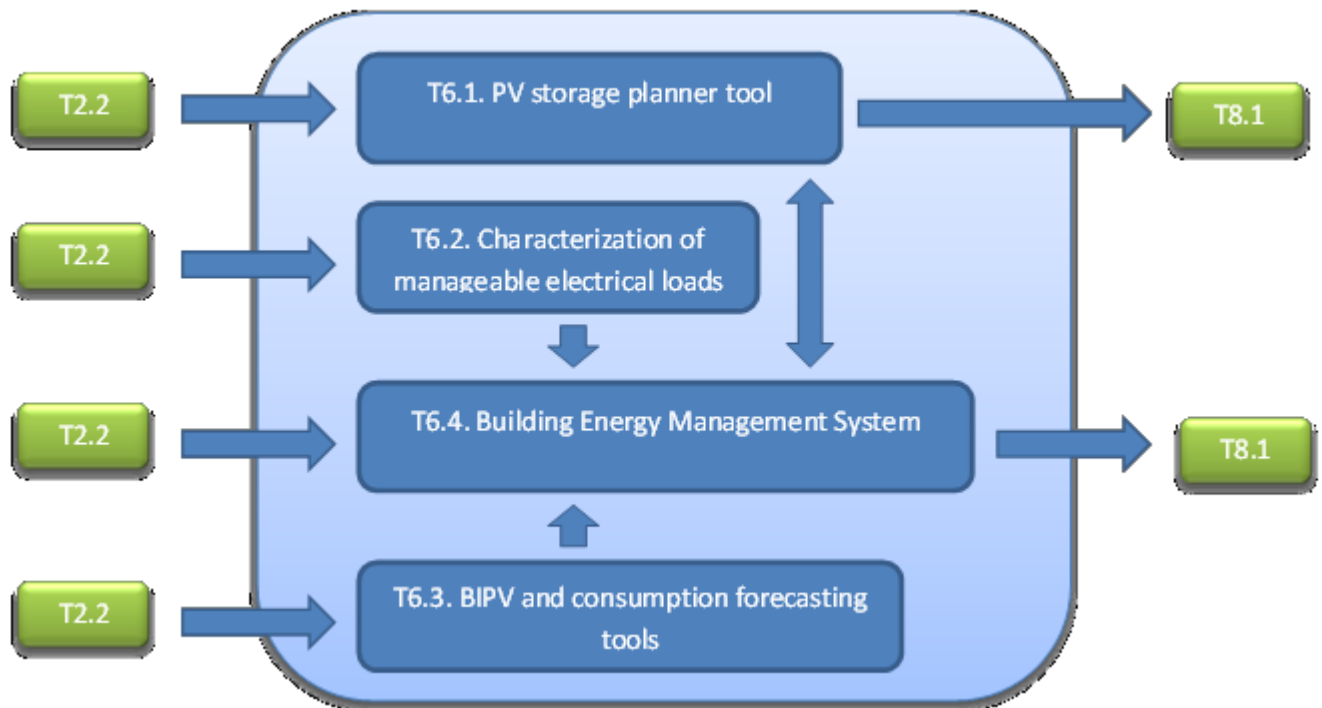 T2.2
T6.1. PV storage planner tool
T8.1
T2.2
T6.2. Characterization of
manageable electrical loads
T2.2
T6.4. Building Energy Management System
T8.1
T2.2
T6.3. BIPV and consumption forecasting
tools